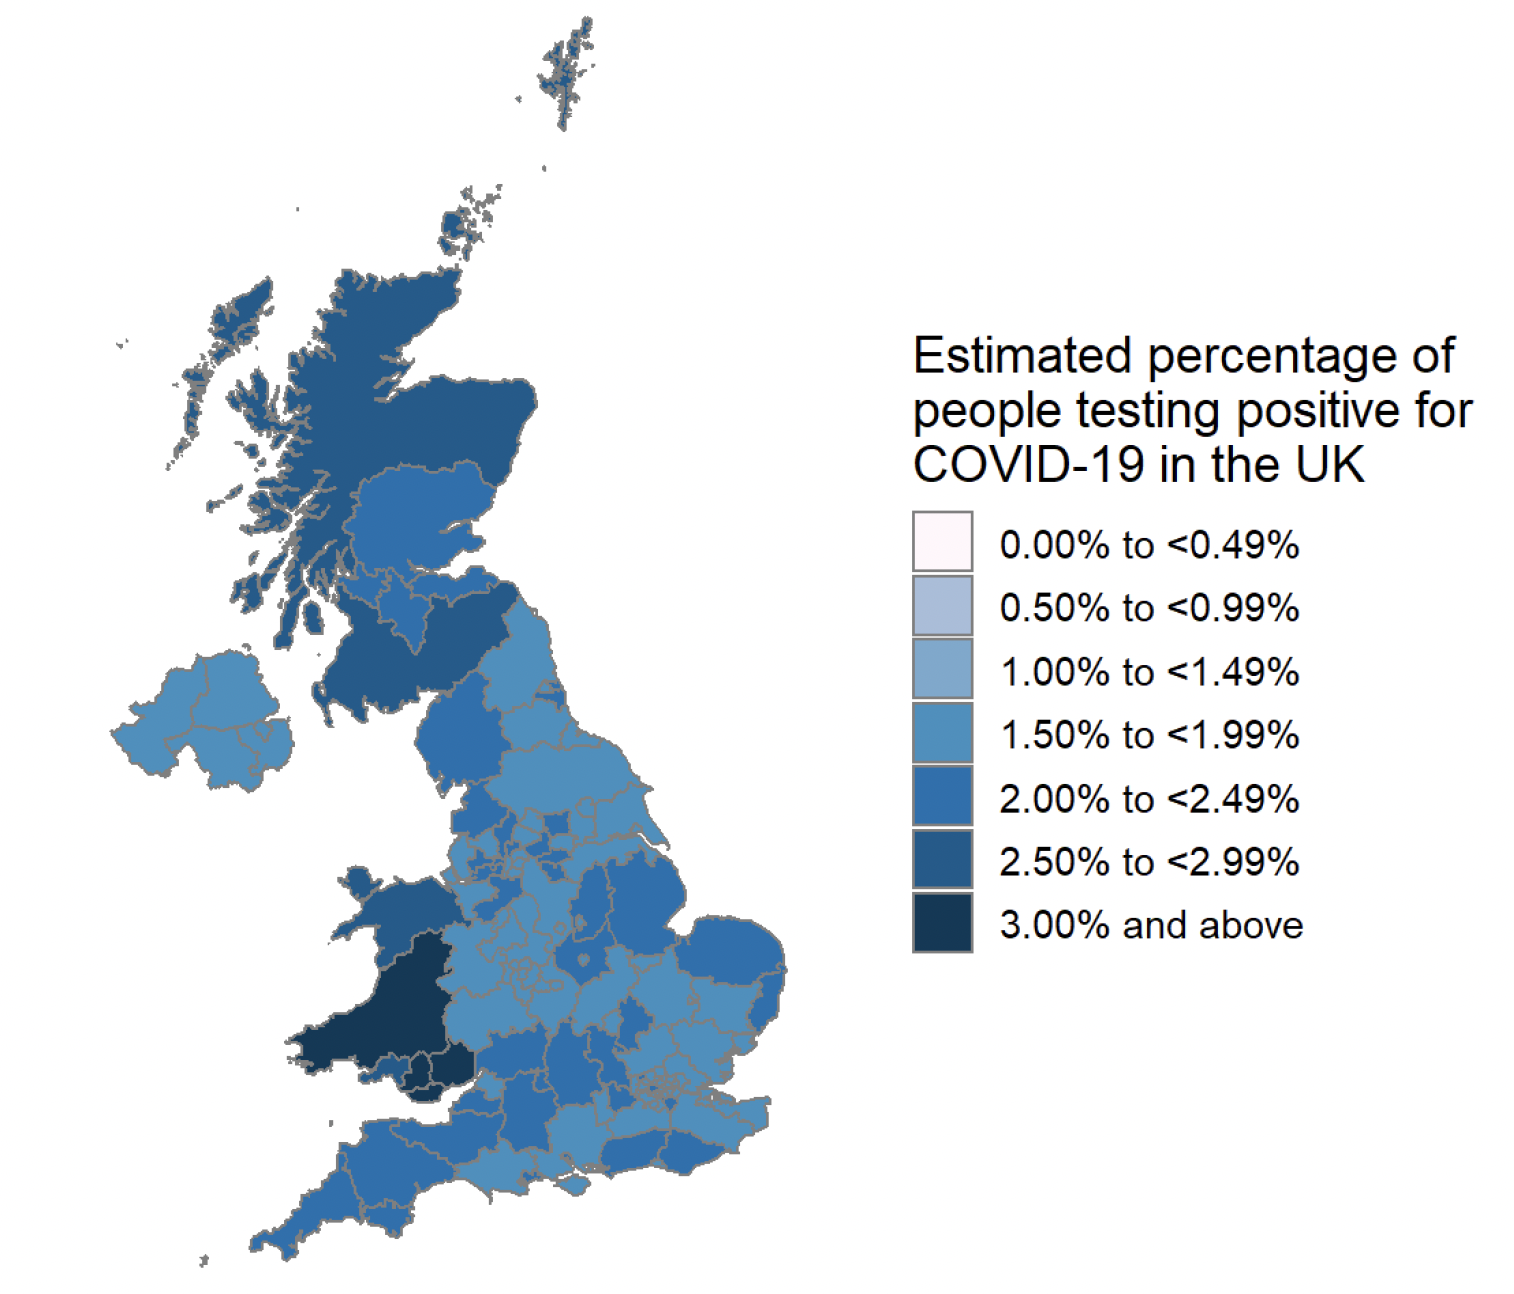 Estimated percentage of
people testing positive for
COVID-19 in the UK
0.00% to <0.49%
0.50% to <0.99%
1.00% to <1.49%
1.50% to <1.99%
2.00% to <2.49%
2.50% to <2.99%
3.00% and above